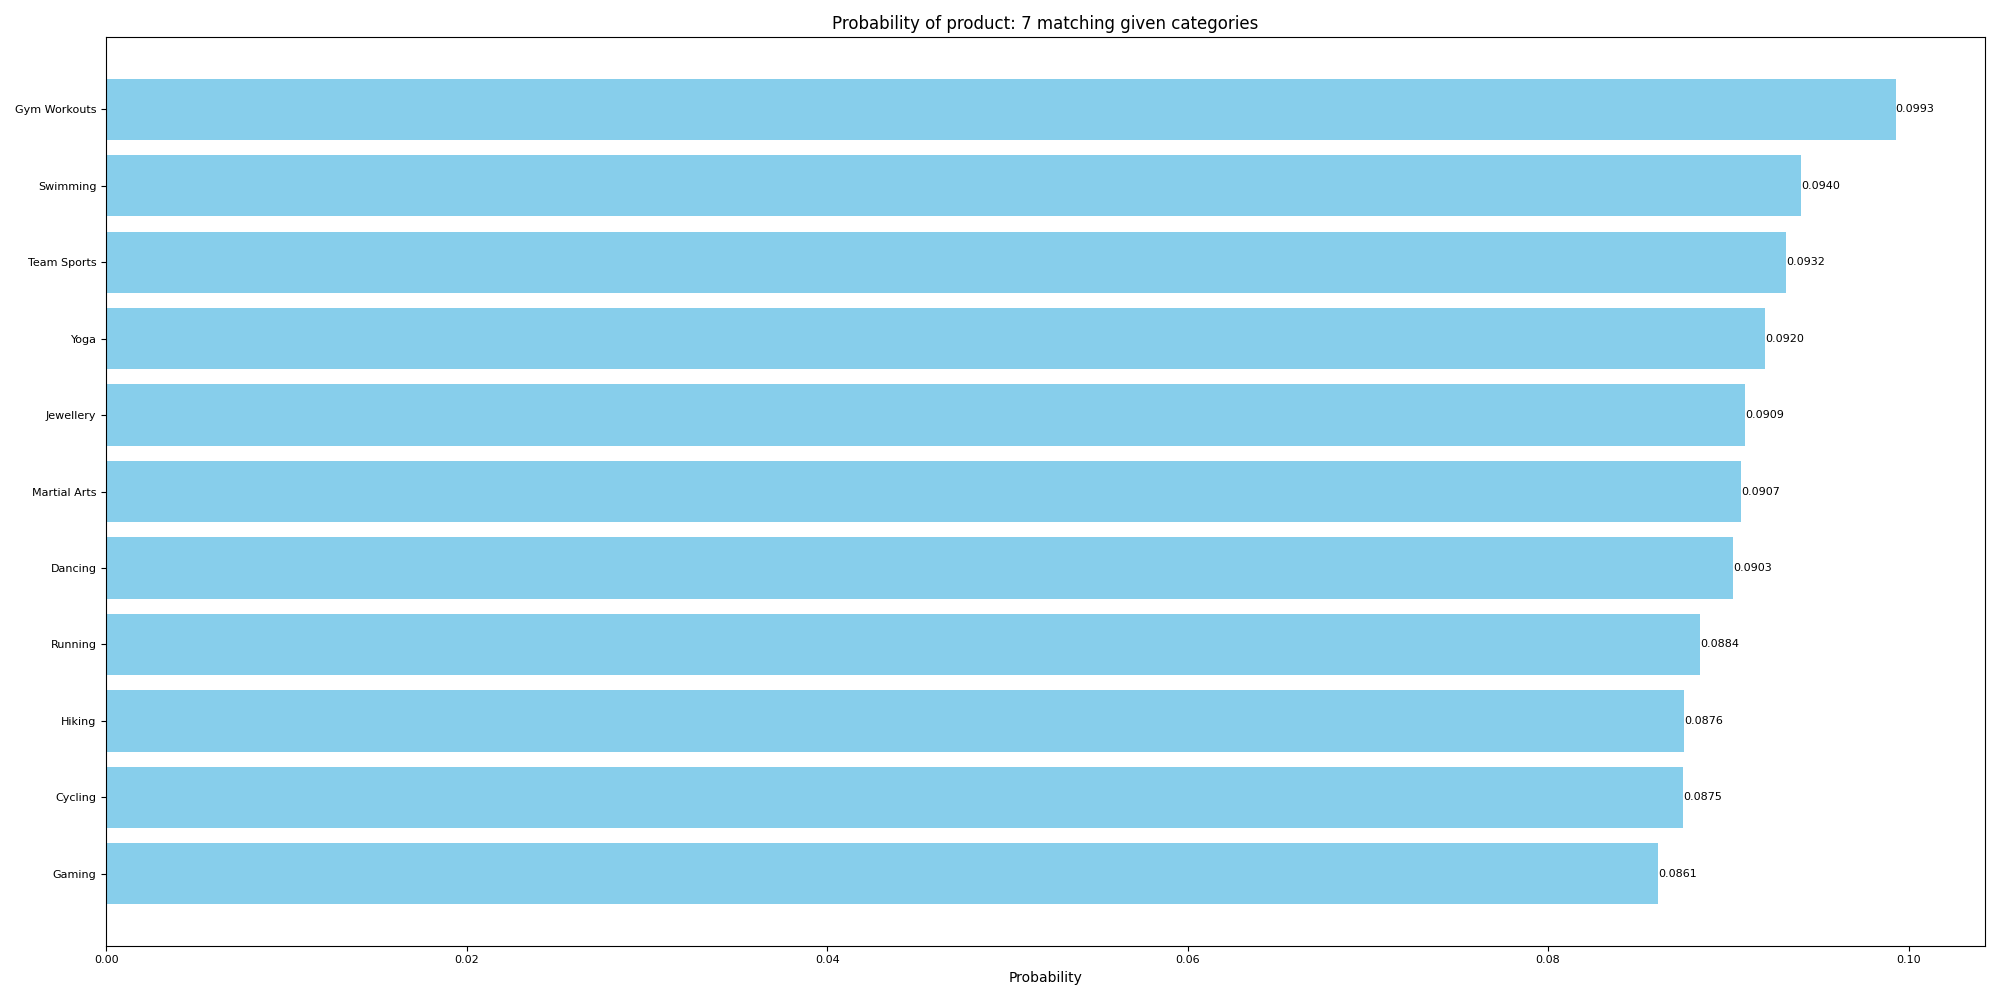 Probability of product: 7 matching given categories
Gym Workouts 0.0993
Swimming 0.0940
Team Sports 0.0932
Yoga 0.0920
Jewellery 0.0909
Martial Arts 0.0907
Dancing 0.0903
Running 0.0884
Hiking 0.0876
Cycling 0.0875
Gaming 0.0861
0.00 0.02 0.04 0.06 0.08 0.10
Probability